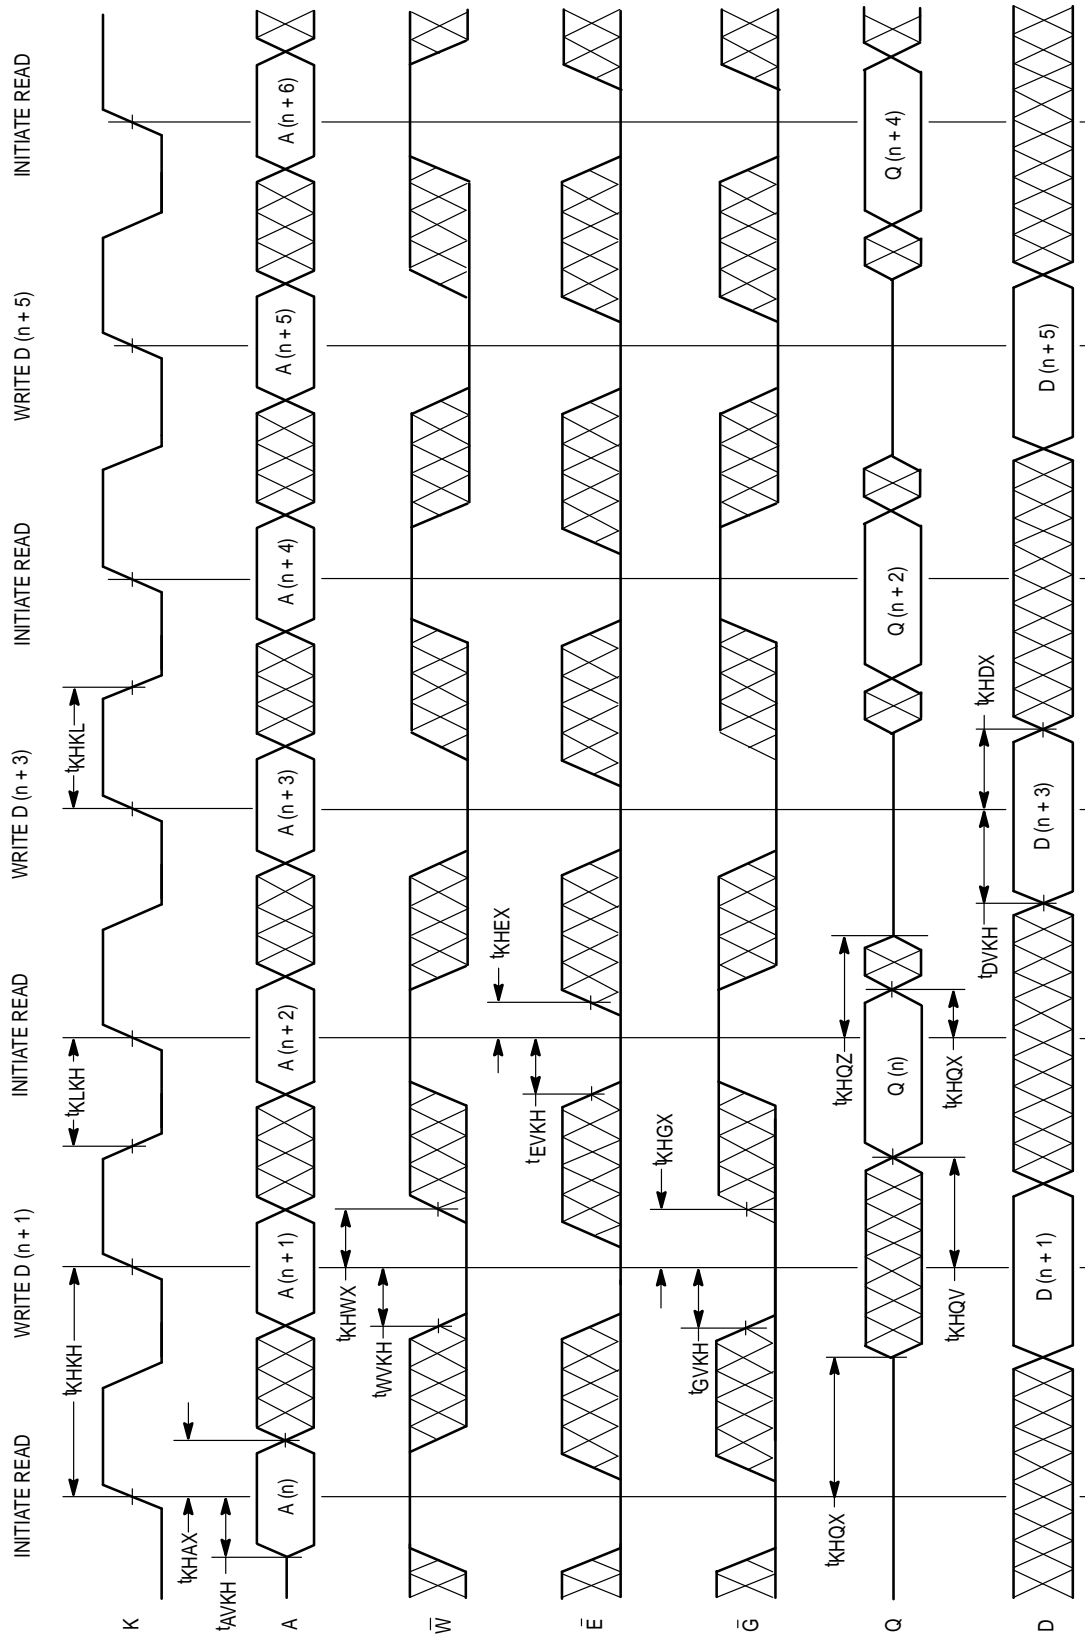 INITIATE READ
WRITE D (n + 1)
INITIATE READ
WRITE D (n + 3)
INITIATE READ
WRITE D (n + 5)
INITIATE READ
K
tKHKH
tKLKH
tKHKL
tKHAX
tAVKH
A
A (n)
A (n + 1)
A (n + 2)
A (n + 3)
A (n + 4)
A (n + 5)
A (n + 6)
tKHWX
tWVKH
W̅
tKHEX
tEVKH
E̅
tKHGX
tGVKH
G̅
tKHQX
tKHQZ
Q
Q (n)
Q (n + 2)
Q (n + 4)
tKHQV
tKHQX
tDVKH
tKHDX
D
D (n + 1)
D (n + 3)
D (n + 5)